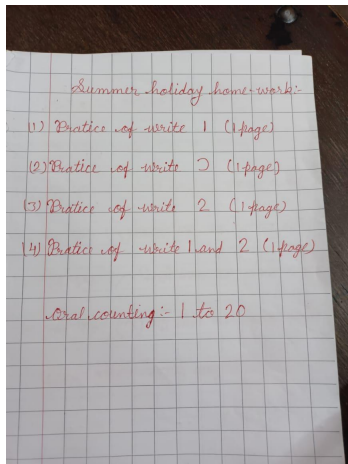 Summer holiday home-work:-
(1) Pratice of write 1 (1 page)
(2) Pratice of write Ɔ (1 page)
(3) Pratice of write 2 (1 page)
(4) Pratice of write 1 and 2 (1 page)
Oral counting:- 1 to 20